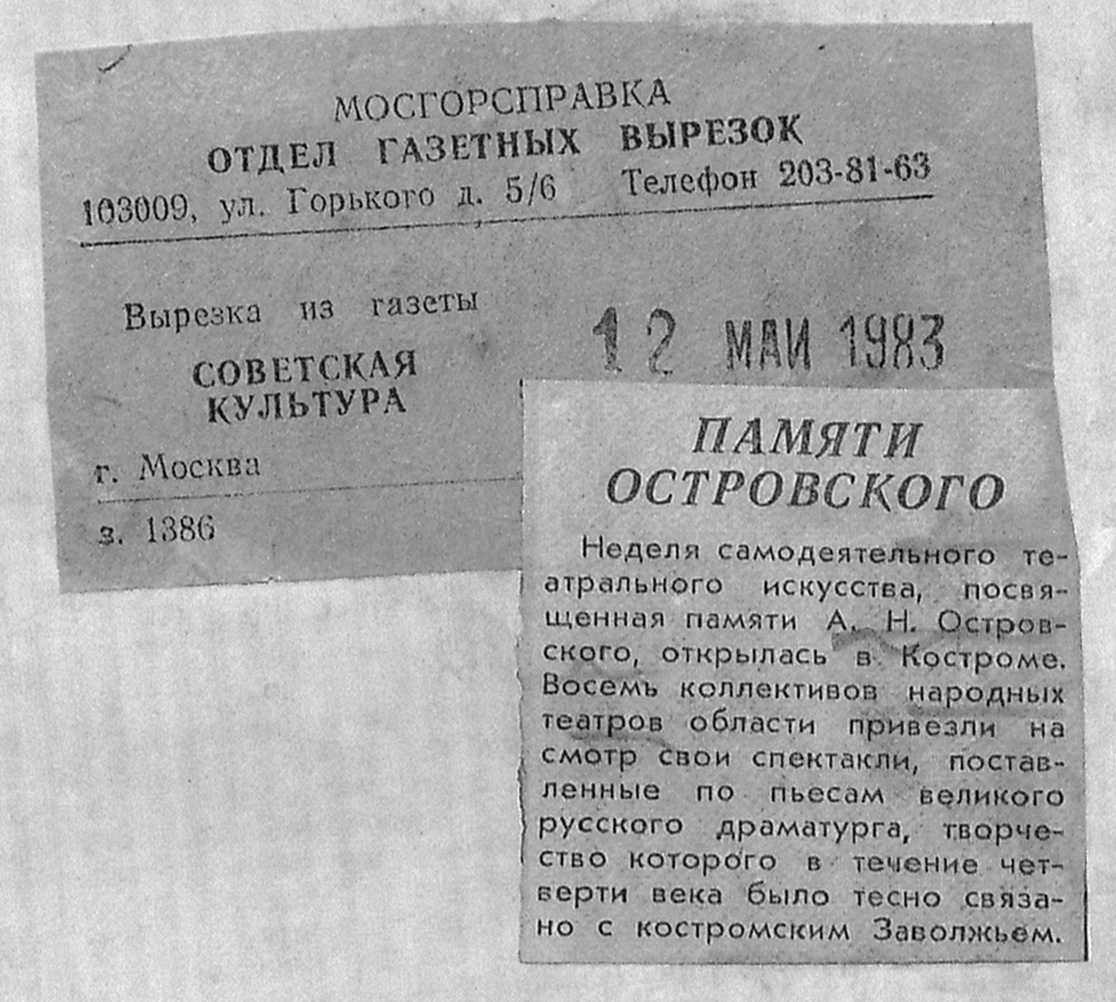 МОСГОРСПРАВКА
ОТДЕЛ ГАЗЕТНЫХ ВЫРЕЗОК
103009, ул. Горького д. 5/6 Телефон 203-81-63
Вырезка из газеты
СОВЕТСКАЯ
КУЛЬТУРА
г. Москва
з. 1386
12 МАИ 1983
ПАМЯТИ
ОСТРОВСКОГО
Неделя самодеятельного те-
атрального искусства, посвя-
щенная памяти А. Н. Остров-
ского, открылась в Костроме.
Восемь коллективов народных
театров области привезли на
смотр свои спектакли, постав-
ленные по пьесам великого
русского драматурга, творче-
ство которого в течение чет-
верти века было тесно связа-
но с костромским Заволжьем.